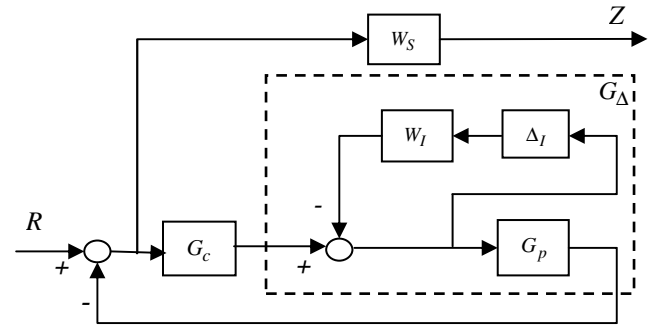 Z
W_S
G_Δ
W_I
Δ_I
-
R
+
-
G_c
+
G_p